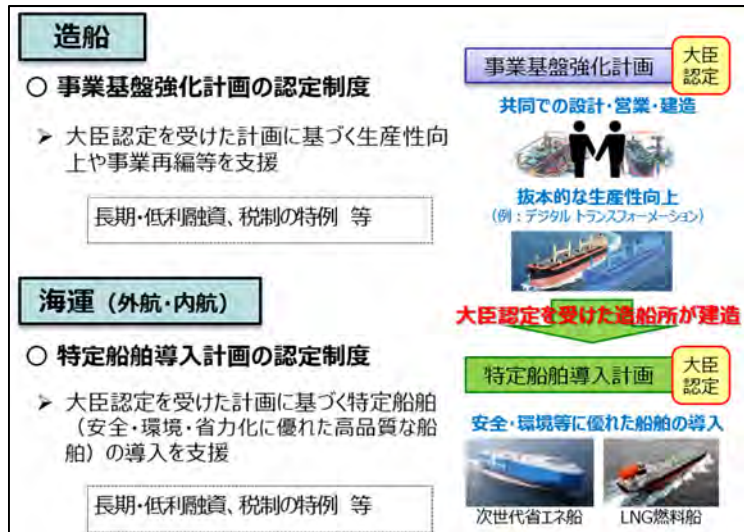 造船
○ 事業基盤強化計画の認定制度
➢ 大臣認定を受けた計画に基づく生産性向
上や事業再編等を支援
長期・低利融資、税制の特例 等
海運（外航・内航）
○ 特定船舶導入計画の認定制度
➢ 大臣認定を受けた計画に基づく特定船舶
（安全・環境・省力化に優れた高品質な船
舶）の導入を支援
長期・低利融資、税制の特例 等
事業基盤強化計画
大臣
認定
共同での設計・営業・建造
抜本的な生産性向上
（例：デジタル トランスフォーメーション）
大臣認定を受けた造船所が建造
特定船舶導入計画
大臣
認定
安全・環境等に優れた船舶の導入
次世代省エネ船
LNG燃料船